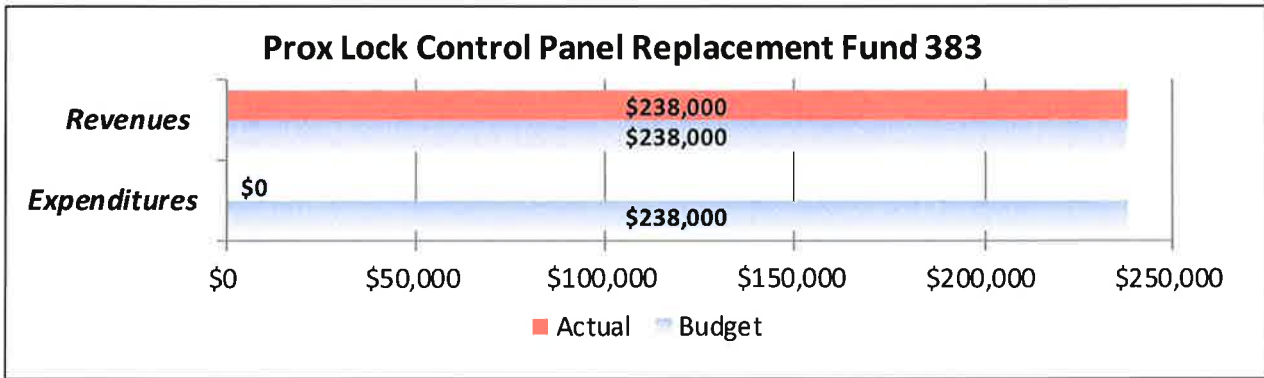 Prox Lock Control Panel Replacement Fund 383
Revenues
$238,000
$238,000
Expenditures
$0
$238,000
$0 $50,000 $100,000 $150,000 $200,000 $250,000
Actual Budget